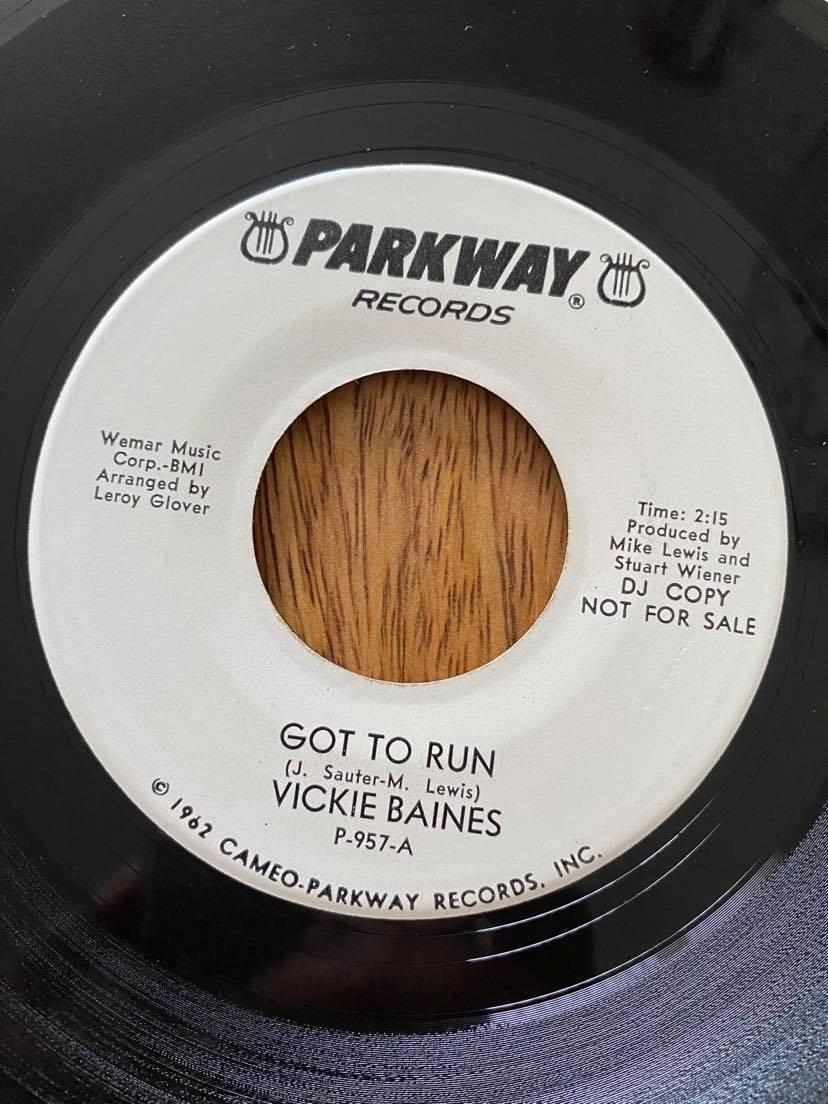 PARKWAY®
RECORDS
Wemar Music
Corp.-BMI
Arranged by
Leroy Glover
Time: 2:15
Produced by
Mike Lewis and
Stuart Wiener
DJ COPY
NOT FOR SALE
GOT TO RUN
(J. Sauter-M. Lewis)
VICKIE BAINES
P-957-A
© 1962 CAMEO-PARKWAY RECORDS, INC.